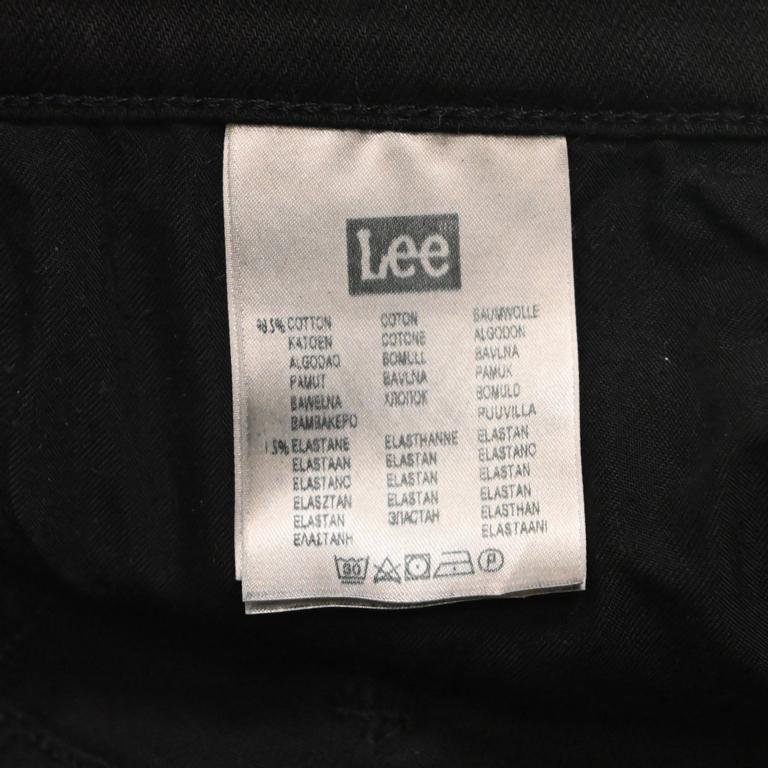 Lee
98.5% COTTON COTON BAUMWOLLE
KATOEN COTONE ALGODON
ALGODAO BOMULL BAVLNA
PAMUT BAVLNA PAMUK
BAWEŁNA ХЛОПОК BOMULD
BAMBAKEPO PUUVILLA
1.5% ELASTANE ELASTHANNE ELASTAN
ELASTAAN ELASTAN ELASTANO
ELASTANO ELASTAN ELASTAN
ELASZTAN ELASTAN ELASTAN
ELASTAN ЭЛАСТАН ELASTHAN
ΕΛΑΣΤΑΝΗ ELASTAANI
30 P